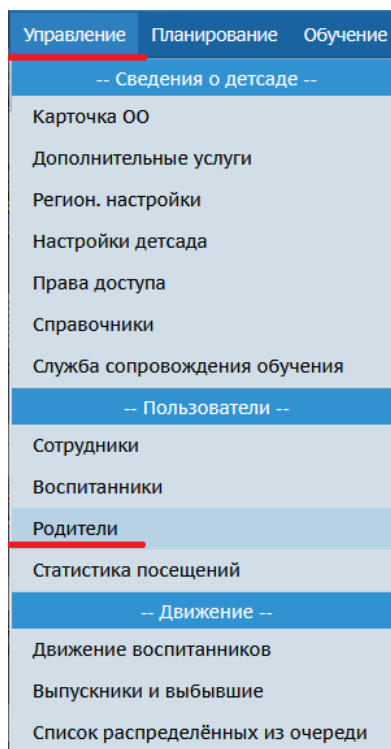 Управление Планирование Обучение
-- Сведения о детсаде --
Карточка ОО
Дополнительные услуги
Регион. настройки
Настройки детсада
Права доступа
Справочники
Служба сопровождения обучения
-- Пользователи --
Сотрудники
Воспитанники
Родители
Статистика посещений
-- Движение --
Движение воспитанников
Выпускники и выбывшие
Список распределённых из очереди